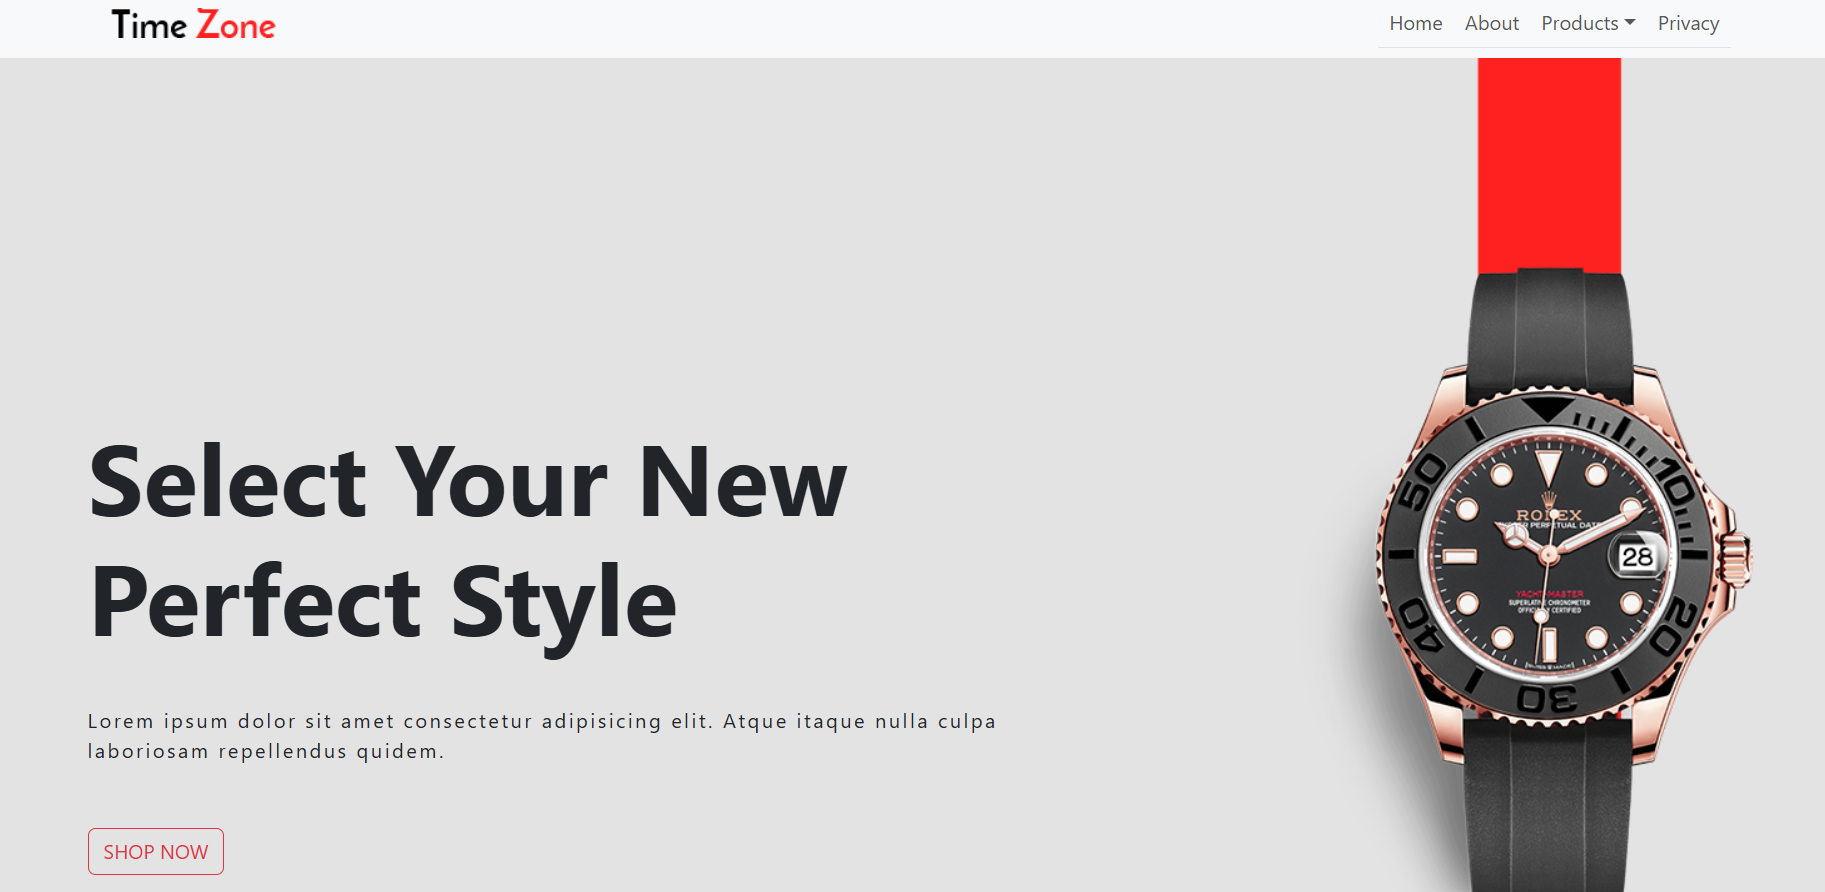 Time Zone
Home About Products Privacy
Select Your New
Perfect Style
Lorem ipsum dolor sit amet consectetur adipisicing elit. Atque itaque nulla culpa
laboriosam repellendus quidem.
SHOP NOW
10
20
30
40
50
ROLEX
PERPETUAL DATE
28
YACHT-MASTER
SUPERLATIVE CHRONOMETER
OFFICIALLY CERTIFIED
SWISS MADE